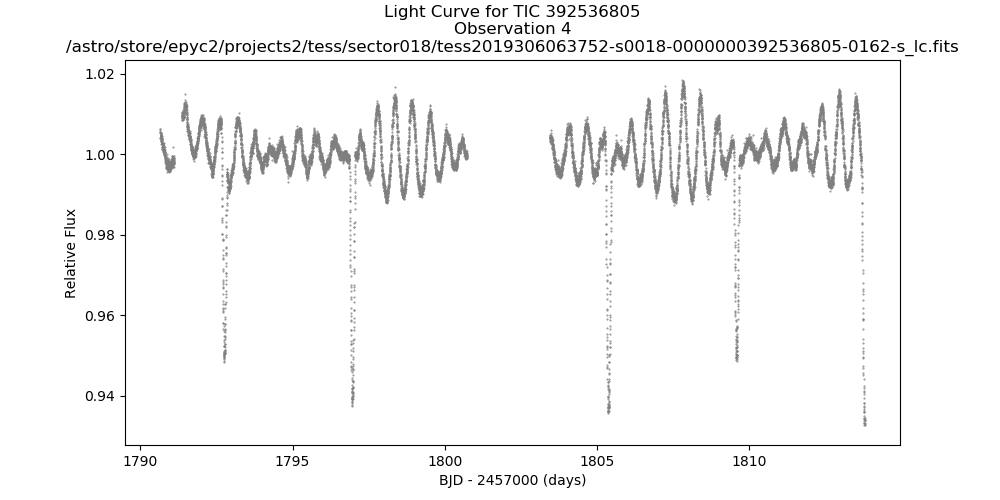 Light Curve for TIC 392536805
Observation 4
/astro/store/epyc2/projects2/tess/sector018/tess2019306063752-s0018-0000000392536805-0162-s_lc.fits
1.02
1.00
0.98
0.96
0.94
Relative Flux
1790
1795
1800
1805
1810
BJD - 2457000 (days)